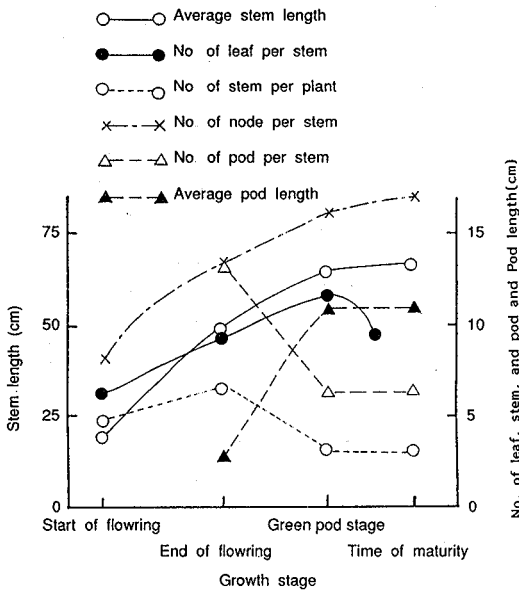 Average stem length
No of leaf per stem
No. of stem per plant
No. of node per stem
No. of pod per stem
Average pod length
75
50
25
0
Stem length (cm)
15
10
5
0
No. of leaf, stem, and pod and Pod length(cm)
Start of flowring
Green pod stage
End of flowring
Time of maturity
Growth stage